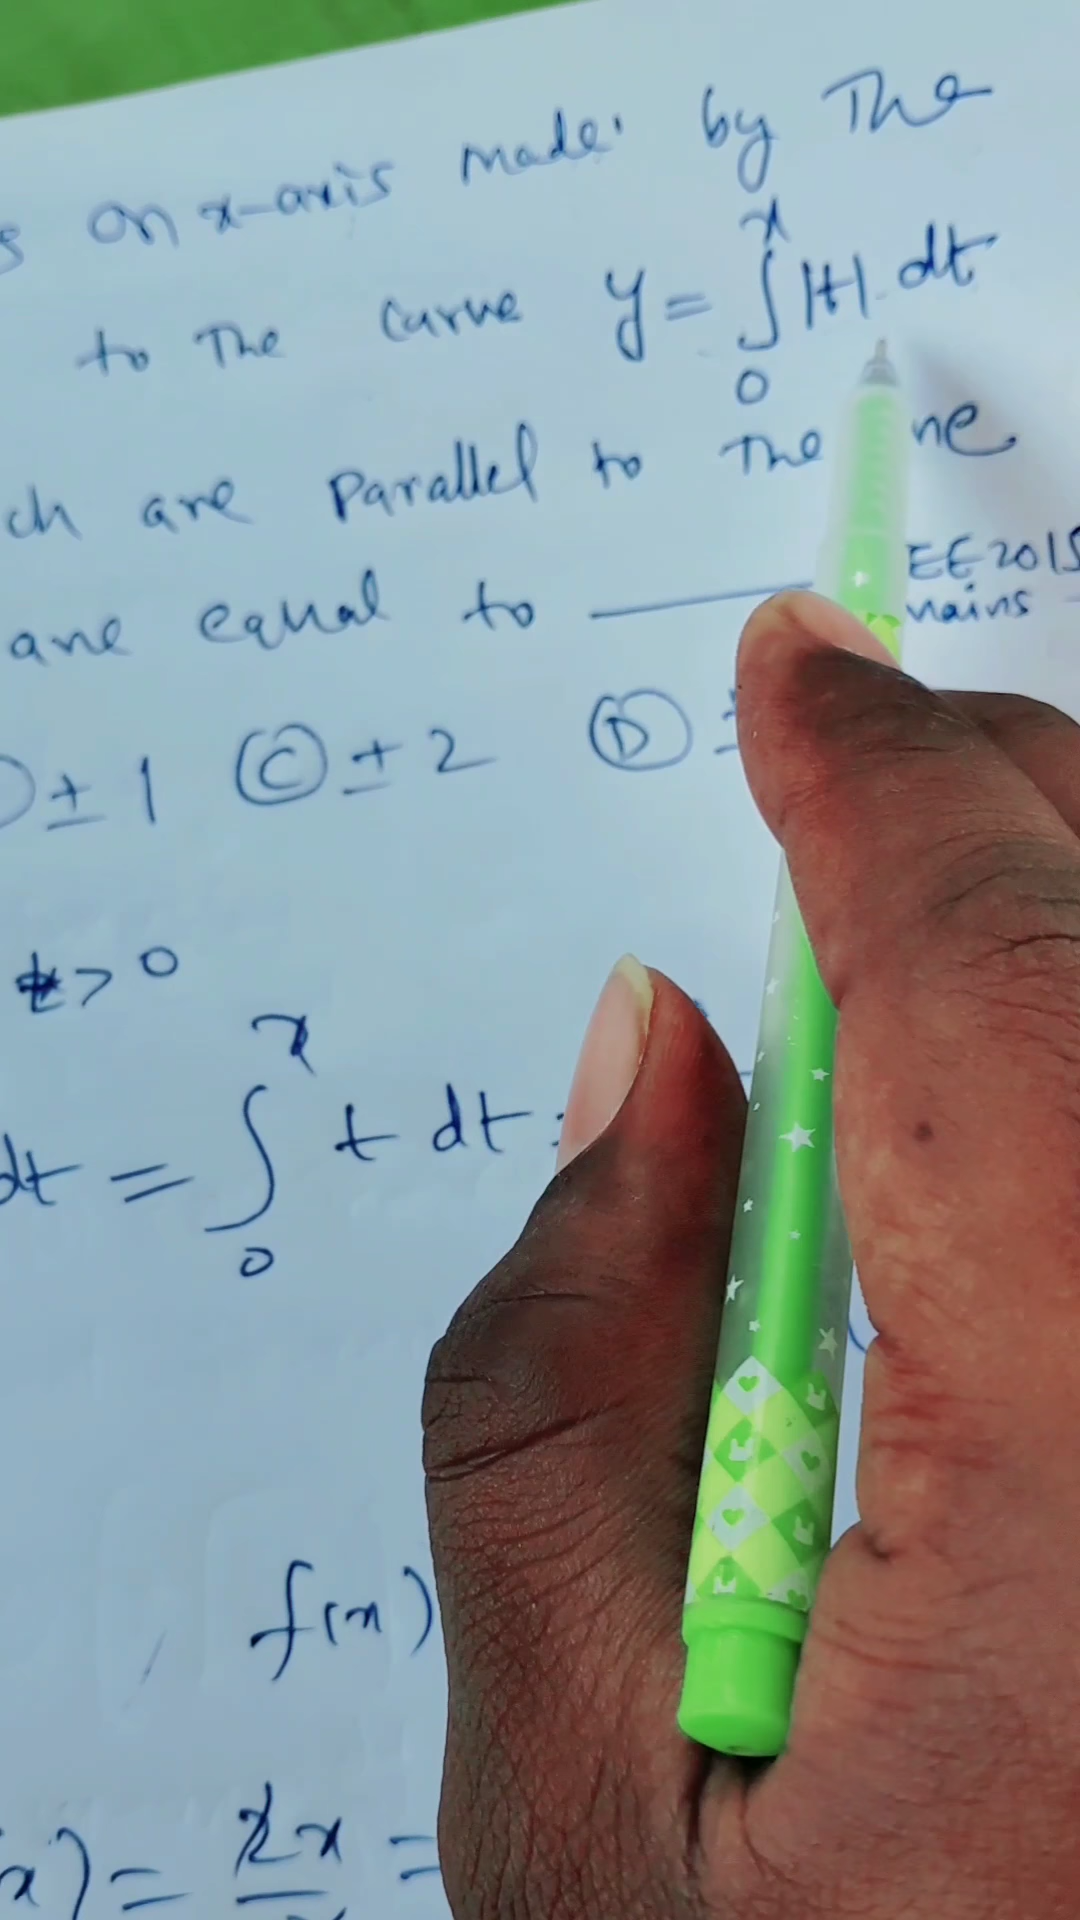 s on x-axis made by The
to The curve y = ∫₀ˣ |t| dt
ch are Parallel to The ne
are equal to ______ EE 2015
mains
± 1 Ⓒ ± 2 Ⓓ ±
t > 0
dt = ∫₀ˣ t dt =
f(x)
x) = 2x =